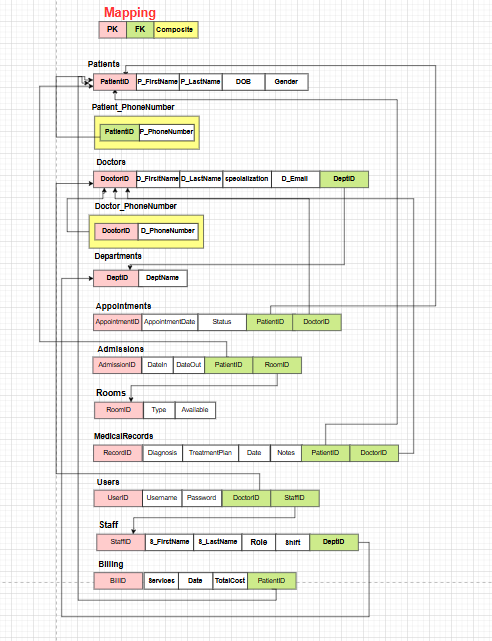 Mapping
PK FK Composite
Patients
PatientID P_FirstName P_LastName DOB Gender
Patient_PhoneNumber
PatientID P_PhoneNumber
Doctors
DoctorID D_FirsltName D_LastName specialization D_Email DeptID
Doctor_PhoneNumber
DoctorID D_PhoneNumber
Departments
DeptID DeptName
Appointments
AppointmentID AppointmentDate Status PatientID DoctorID
Admissions
AdmissionID DateIn DateOut PatientID RoomID
Rooms
RoomID Type Available
MedicalRecords
RecordID Diagnosis TreatmentPlan Date Notes PatientID DoctorID
Users
UserID Username Password DoctorID StaffID
Staff
StaffID S_FirstName S_LastName Role Shift DeptID
Billing
BillID Services Date TotalCost PatientID